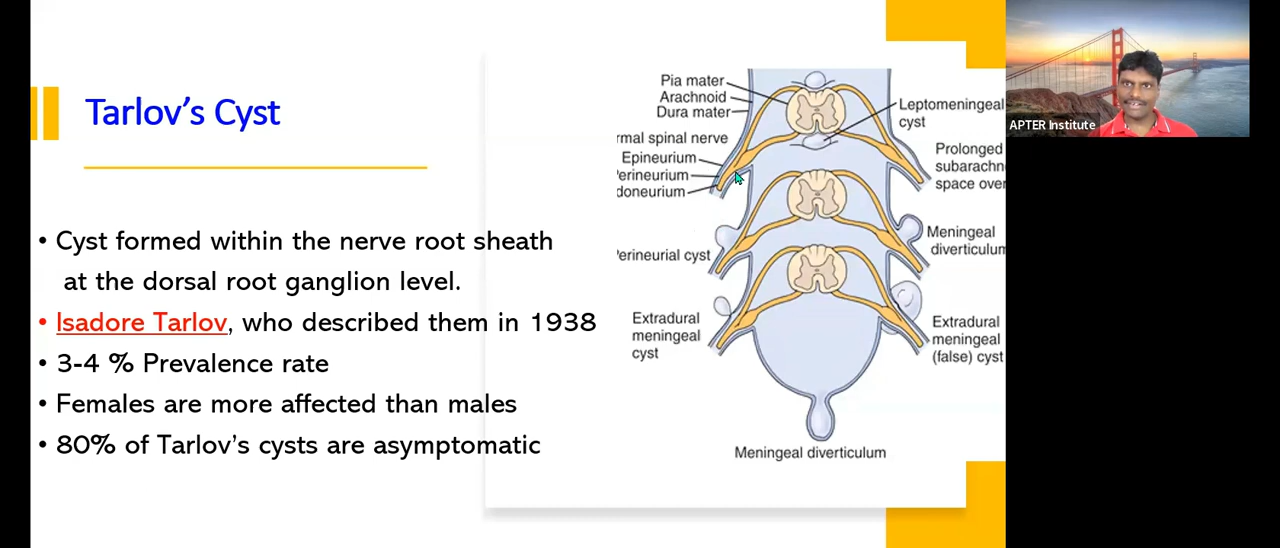 Tarlov's Cyst
• Cyst formed within the nerve root sheath
at the dorsal root ganglion level.
• Isadore Tarlov, who described them in 1938
• 3-4 % Prevalence rate
• Females are more affected than males
• 80% of Tarlov's cysts are asymptomatic
Pia mater
Arachnoid
Dura mater
rmal spinal nerve
Epineurium
Perineurium
doneurium
Perineurial cyst
Extradural
meningeal
cyst
Leptomeningeal
cyst
Prolonged
subarachn
space over
Meningeal
diverticulum
Extradural
meningeal
(false) cyst
Meningeal diverticulum
APTER Institute